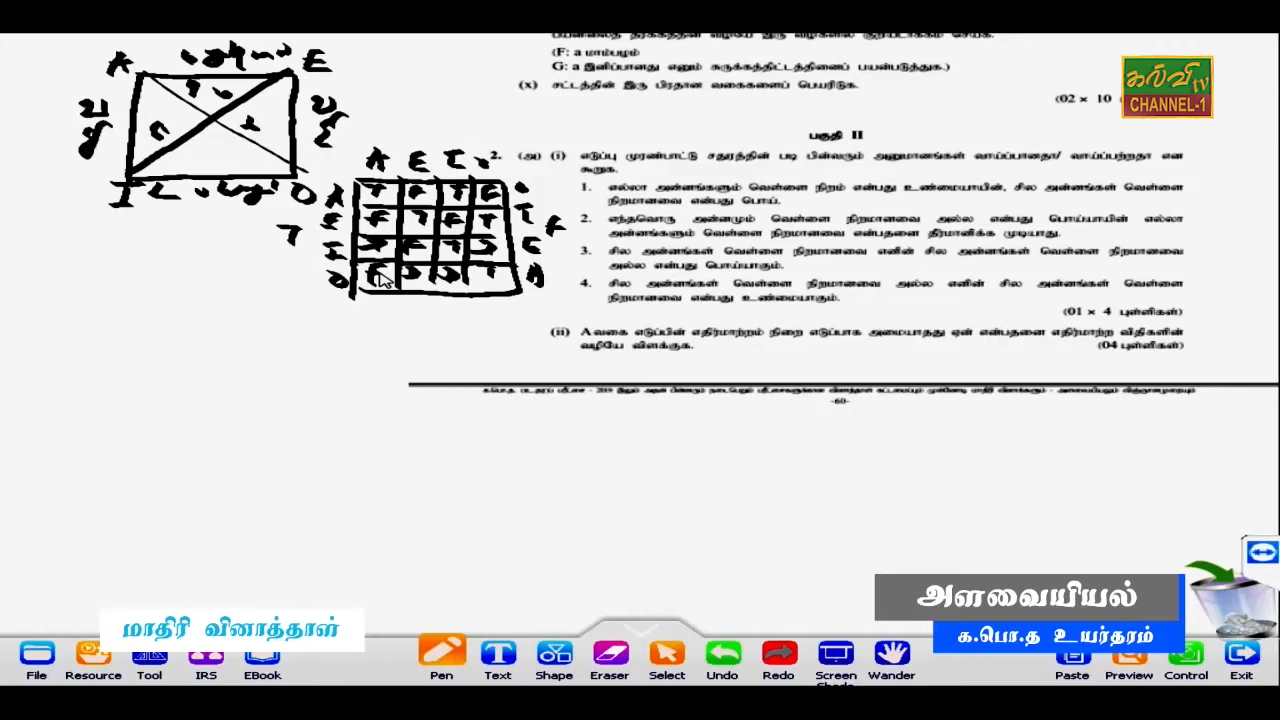 (F: a மாம்பழம்
G: a இனிப்பானது எனும் சுருக்கத்திட்டத்தினைப் பயன்படுத்துக.)
(x) சட்டத்தின் இரு பிரதான வகைகளைப் பெயரிடுக.
(02 × 10
கல்வி TV
CHANNEL-1
பகுதி II
2. (அ) (i) எடுப்பு முரண்பாட்டு சதுரத்தின் படி பின்வரும் அனுமானங்கள் வாய்ப்பானதா/ வாய்ப்பற்றதா என
கூறுக.
1. எல்லா அன்னங்களும் வெள்ளை நிறம் என்பது உண்மையாயின், சில அன்னங்கள் வெள்ளை
நிறமானவை என்பது பொய்.
2. எந்தவொரு அன்னமும் வெள்ளை நிறமானவை அல்ல என்பது பொய்யாயின் எல்லா
அன்னங்களும் வெள்ளை நிறமானவை என்பதனை தீர்மானிக்க முடியாது.
3. சில அன்னங்கள் வெள்ளை நிறமானவை எனின் சில அன்னங்கள் வெள்ளை நிறமானவை
அல்ல என்பது பொய்யாகும்.
4. சில அன்னங்கள் வெள்ளை நிறமானவை அல்ல எனின் சில அன்னங்கள் வெள்ளை
நிறமானவை என்பது உண்மையாகும்.
(01 × 4 புள்ளிகள்)
(ii) A வகை எடுப்பின் எதிர்மாற்றம் நிறை எடுப்பாக அமையாதது ஏன் என்பதனை எதிர்மாற்ற விதிகளின்
வழியே விளக்குக. (04 புள்ளிகள்)
-60-
A E
I O
A E I
அளவையியல்
க.பொ.த உயர்தரம்
மாதிரி வினாத்தாள்
File Resource Tool IRS EBook Pen Text Shape Eraser Select Undo Redo Screen Wander Paste Preview Control Exit